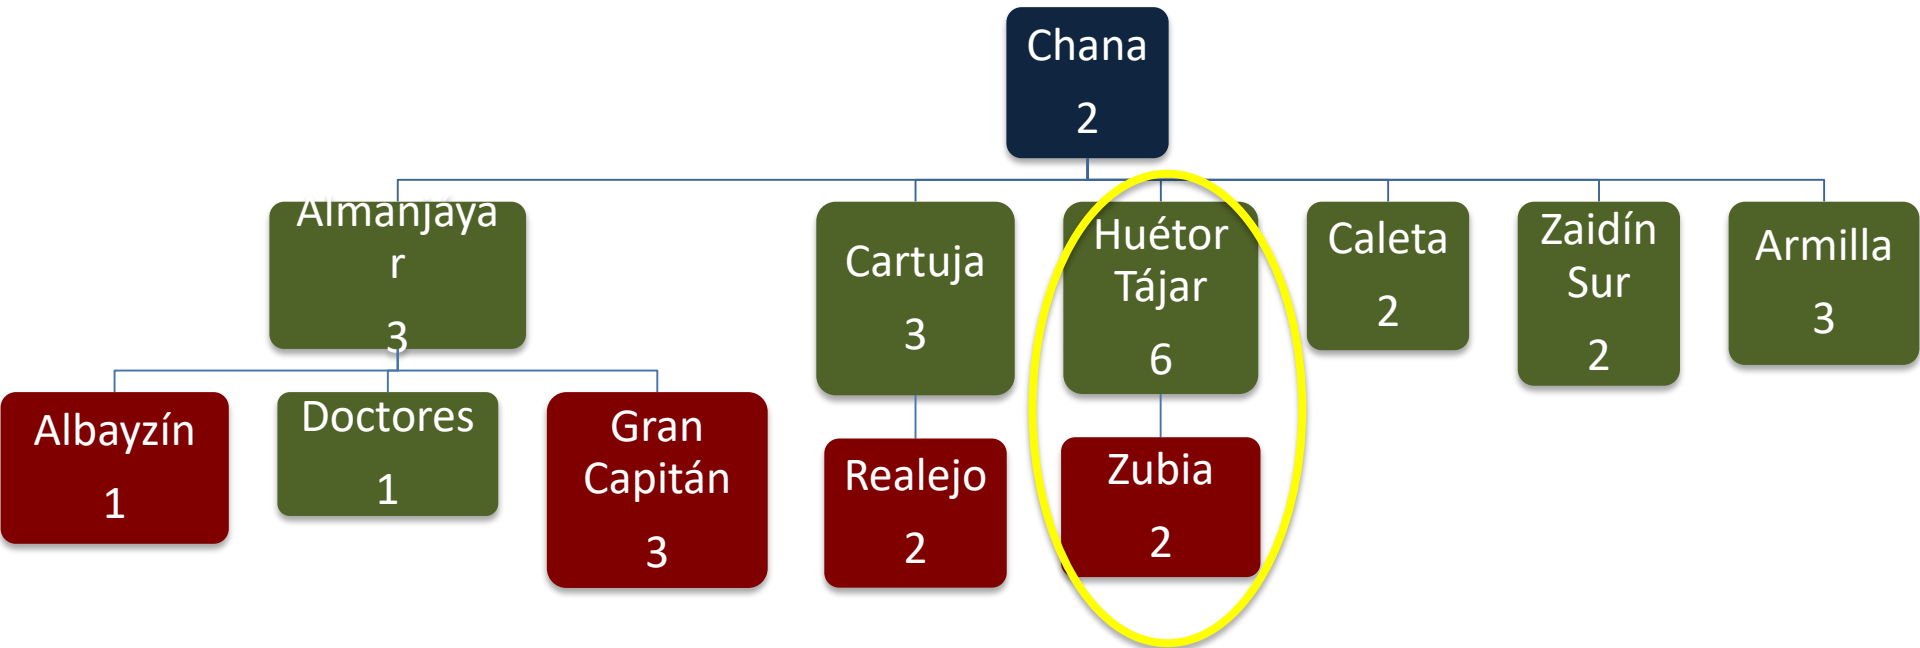 Chana
2
Almanjaya
r
3
Cartuja
3
Huétor
Tájar
6
Caleta
2
Zaidín
Sur
2
Armilla
3
Albayzín
1
Doctores
1
Gran
Capitán
3
Realejo
2
Zubia
2